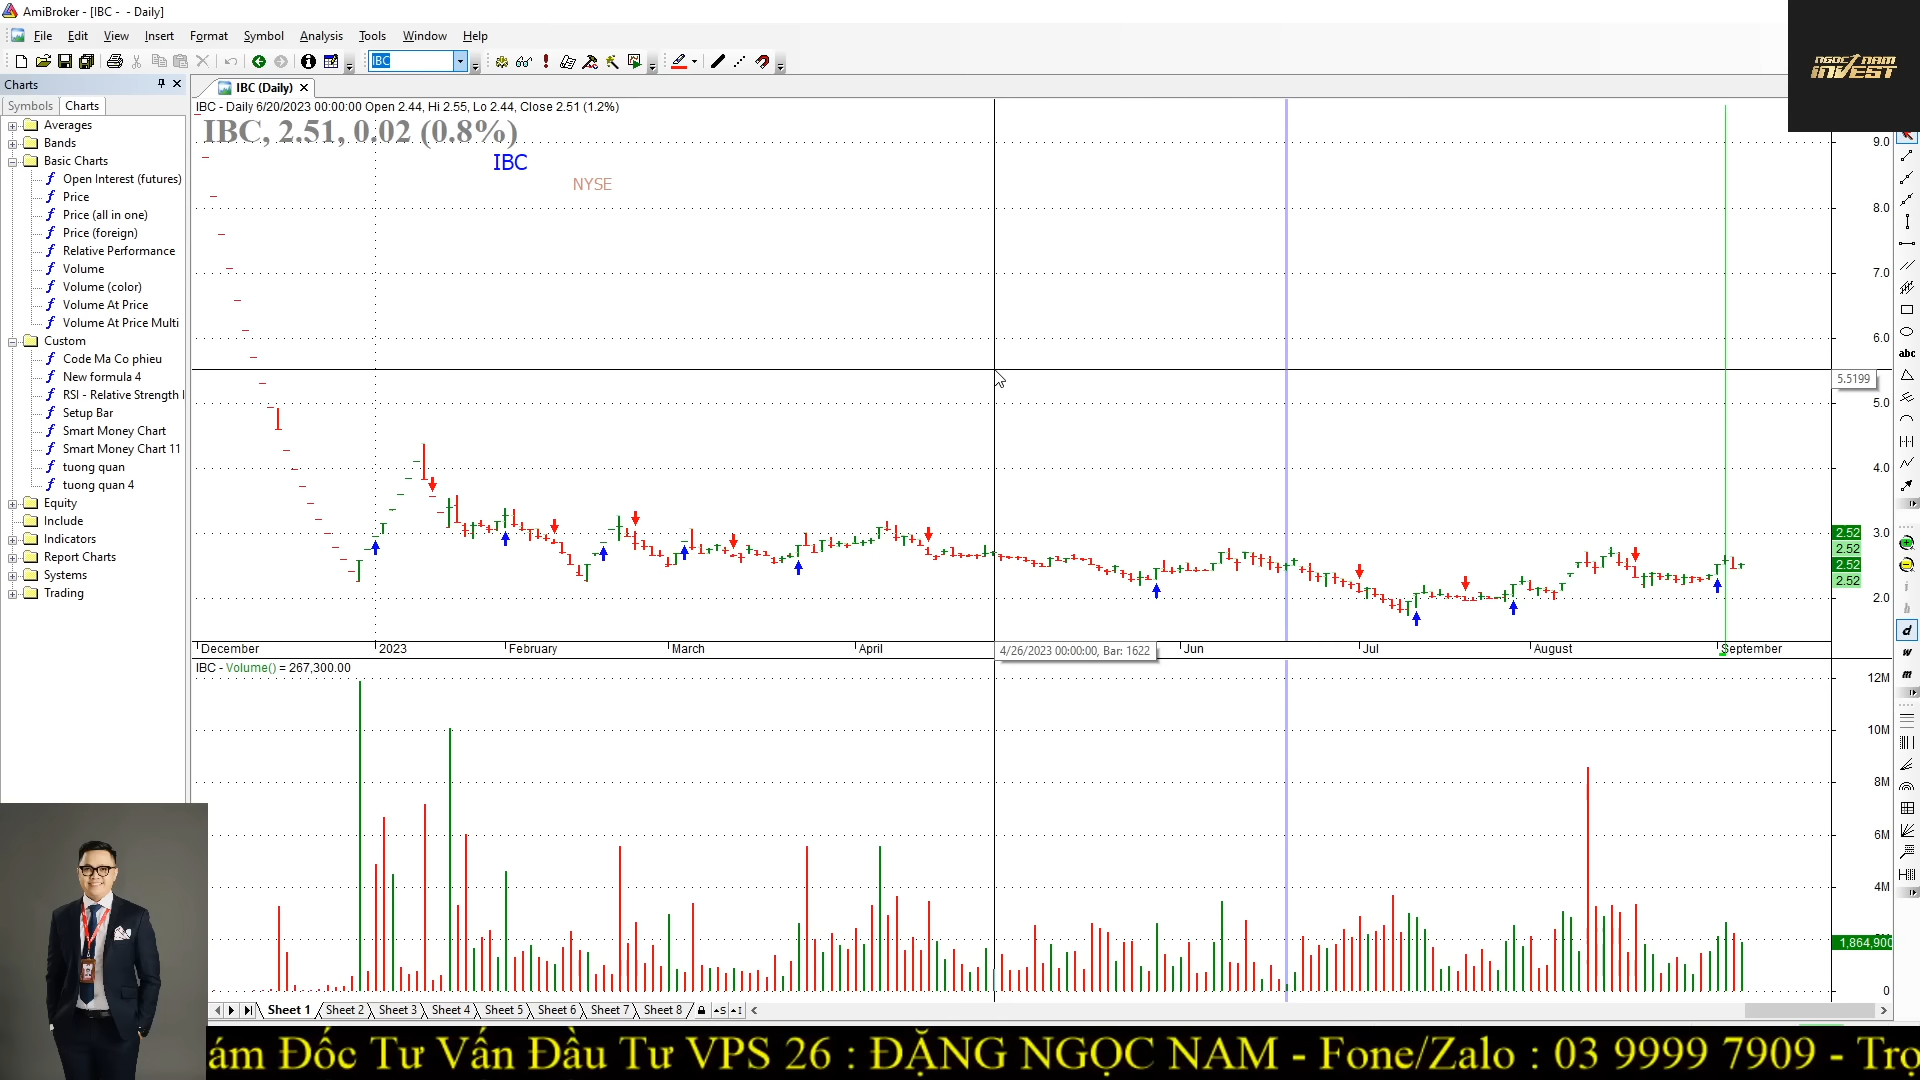 AmiBroker - [IBC - - Daily]
File Edit View Insert Format Symbol Analysis Tools Window Help
IBC
NGOC NAM
INVEST
Charts
IBC (Daily)
Symbols Charts
IBC - Daily 6/20/2023 00:00:00 Open 2.44, Hi 2.55, Lo 2.44, Close 2.51 (1.2%)
IBC, 2.51, 0.02 (0.8%)
IBC
NYSE
Averages
Bands
Basic Charts
Open Interest (futures)
Price
Price (all in one)
Price (foreign)
Relative Performance
Volume
Volume (color)
Volume At Price
Volume At Price Multi
Custom
Code Ma Co phieu
New formula 4
RSI - Relative Strength I
Setup Bar
Smart Money Chart
Smart Money Chart 11
tuong quan
tuong quan 4
Equity
Include
Indicators
Report Charts
Systems
Trading
9.0
8.0
7.0
6.0
5.5199
5.0
4.0
3.0
2.52
2.52
2.52
2.52
2.0
abc
d
w
m
December 2023 February March April 4/26/2023 00:00:00, Bar: 1622 Jun Jul August September
IBC - Volume() = 267,300.00
12M
10M
8M
6M
4M
1,864,900
0
Sheet 1 Sheet 2 Sheet 3 Sheet 4 Sheet 5 Sheet 6 Sheet 7 Sheet 8
ám Đốc Tư Vấn Đầu Tư VPS 26 : ĐẶNG NGỌC NAM - Fone/Zalo : 03 9999 7909 - Trọ